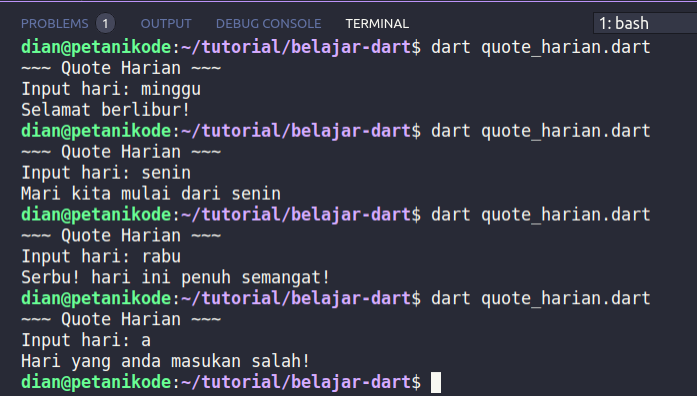 PROBLEMS 1 OUTPUT DEBUG CONSOLE TERMINAL 1: bash
dian@petanikode:~/tutorial/belajar-dart$ dart quote_harian.dart
~~~ Quote Harian ~~~
Input hari: minggu
Selamat berlibur!
dian@petanikode:~/tutorial/belajar-dart$ dart quote_harian.dart
~~~ Quote Harian ~~~
Input hari: senin
Mari kita mulai dari senin
dian@petanikode:~/tutorial/belajar-dart$ dart quote_harian.dart
~~~ Quote Harian ~~~
Input hari: rabu
Serbu! hari ini penuh semangat!
dian@petanikode:~/tutorial/belajar-dart$ dart quote_harian.dart
~~~ Quote Harian ~~~
Input hari: a
Hari yang anda masukan salah!
dian@petanikode:~/tutorial/belajar-dart$